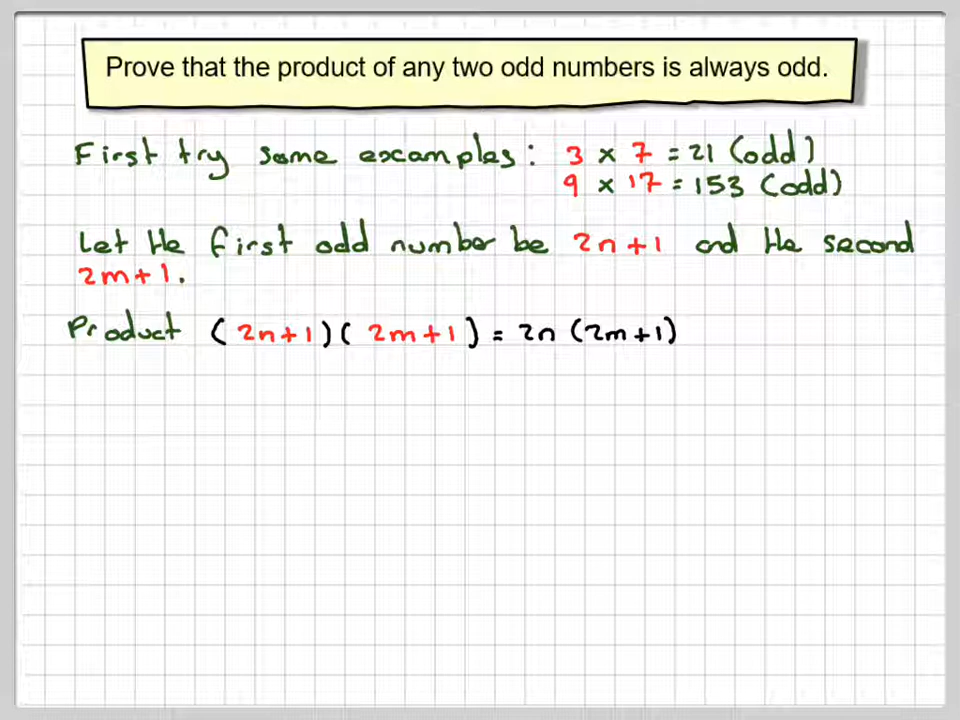 Prove that the product of any two odd numbers is always odd.
First try some examples: 3 × 7 = 21 (odd)
9 × 17 = 153 (odd)
Let the first odd number be 2n+1 and the second
2m+1.
Product (2n+1)(2m+1) = 2n (2m+1)